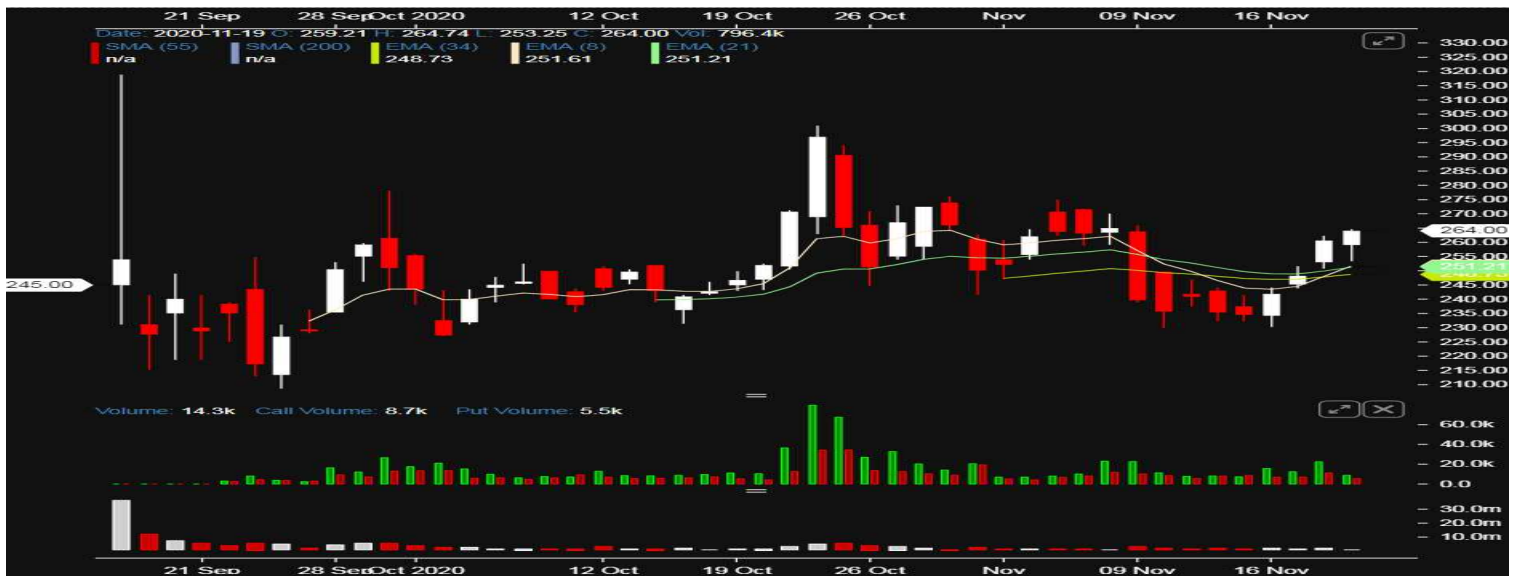 21 Sep 28 Sep Oct 2020 12 Oct 19 Oct 26 Oct Nov 09 Nov 16 Nov
Date: 2020-11-19 O: 259.21 H: 264.74 L: 253.25 C: 264.00 Vol: 796.4k
SMA (55) SMA (200) EMA (34) EMA (8) EMA (21)
n/a n/a 248.73 251.61 251.21
330.00
325.00
320.00
315.00
310.00
305.00
300.00
295.00
290.00
285.00
280.00
275.00
270.00
265.00
264.00
260.00
255.00
251.21
245.00
245.00
240.00
235.00
230.00
225.00
220.00
215.00
210.00
Volume: 14.3k Call Volume: 8.7k Put Volume: 5.5k
60.0k
40.0k
20.0k
0.0
30.0m
20.0m
10.0m
21 Sep 28 Sep Oct 2020 12 Oct 19 Oct 26 Oct Nov 09 Nov 16 Nov